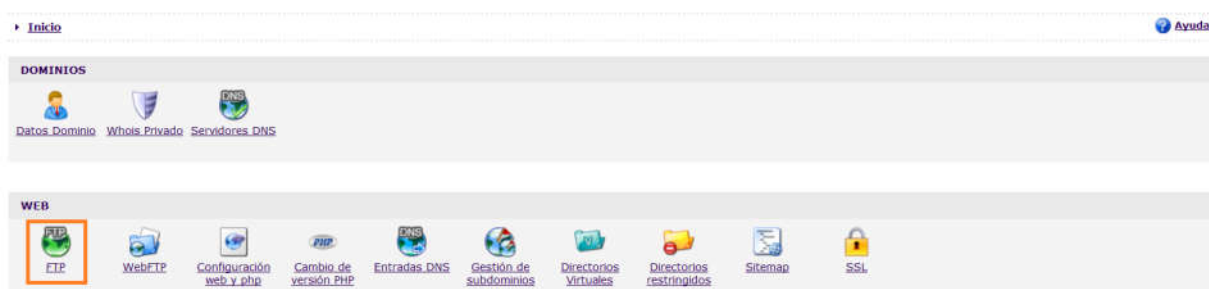 Inicio
Ayuda
DOMINIOS
DNS
Datos Dominio Whois Privado Servidores DNS
WEB
FTP PHP DNS
FTP WebFTP Configuración web y php Cambio de versión PHP Entradas DNS Gestión de subdominios Directorios Virtuales Directorios restringidos Sitemap SSL